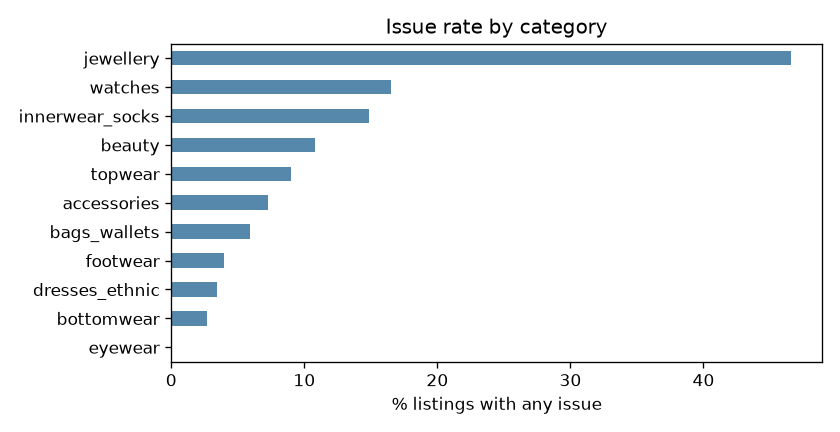 Issue rate by category
jewellery
watches
innerwear_socks
beauty
topwear
accessories
bags_wallets
footwear
dresses_ethnic
bottomwear
eyewear
0 10 20 30 40
% listings with any issue